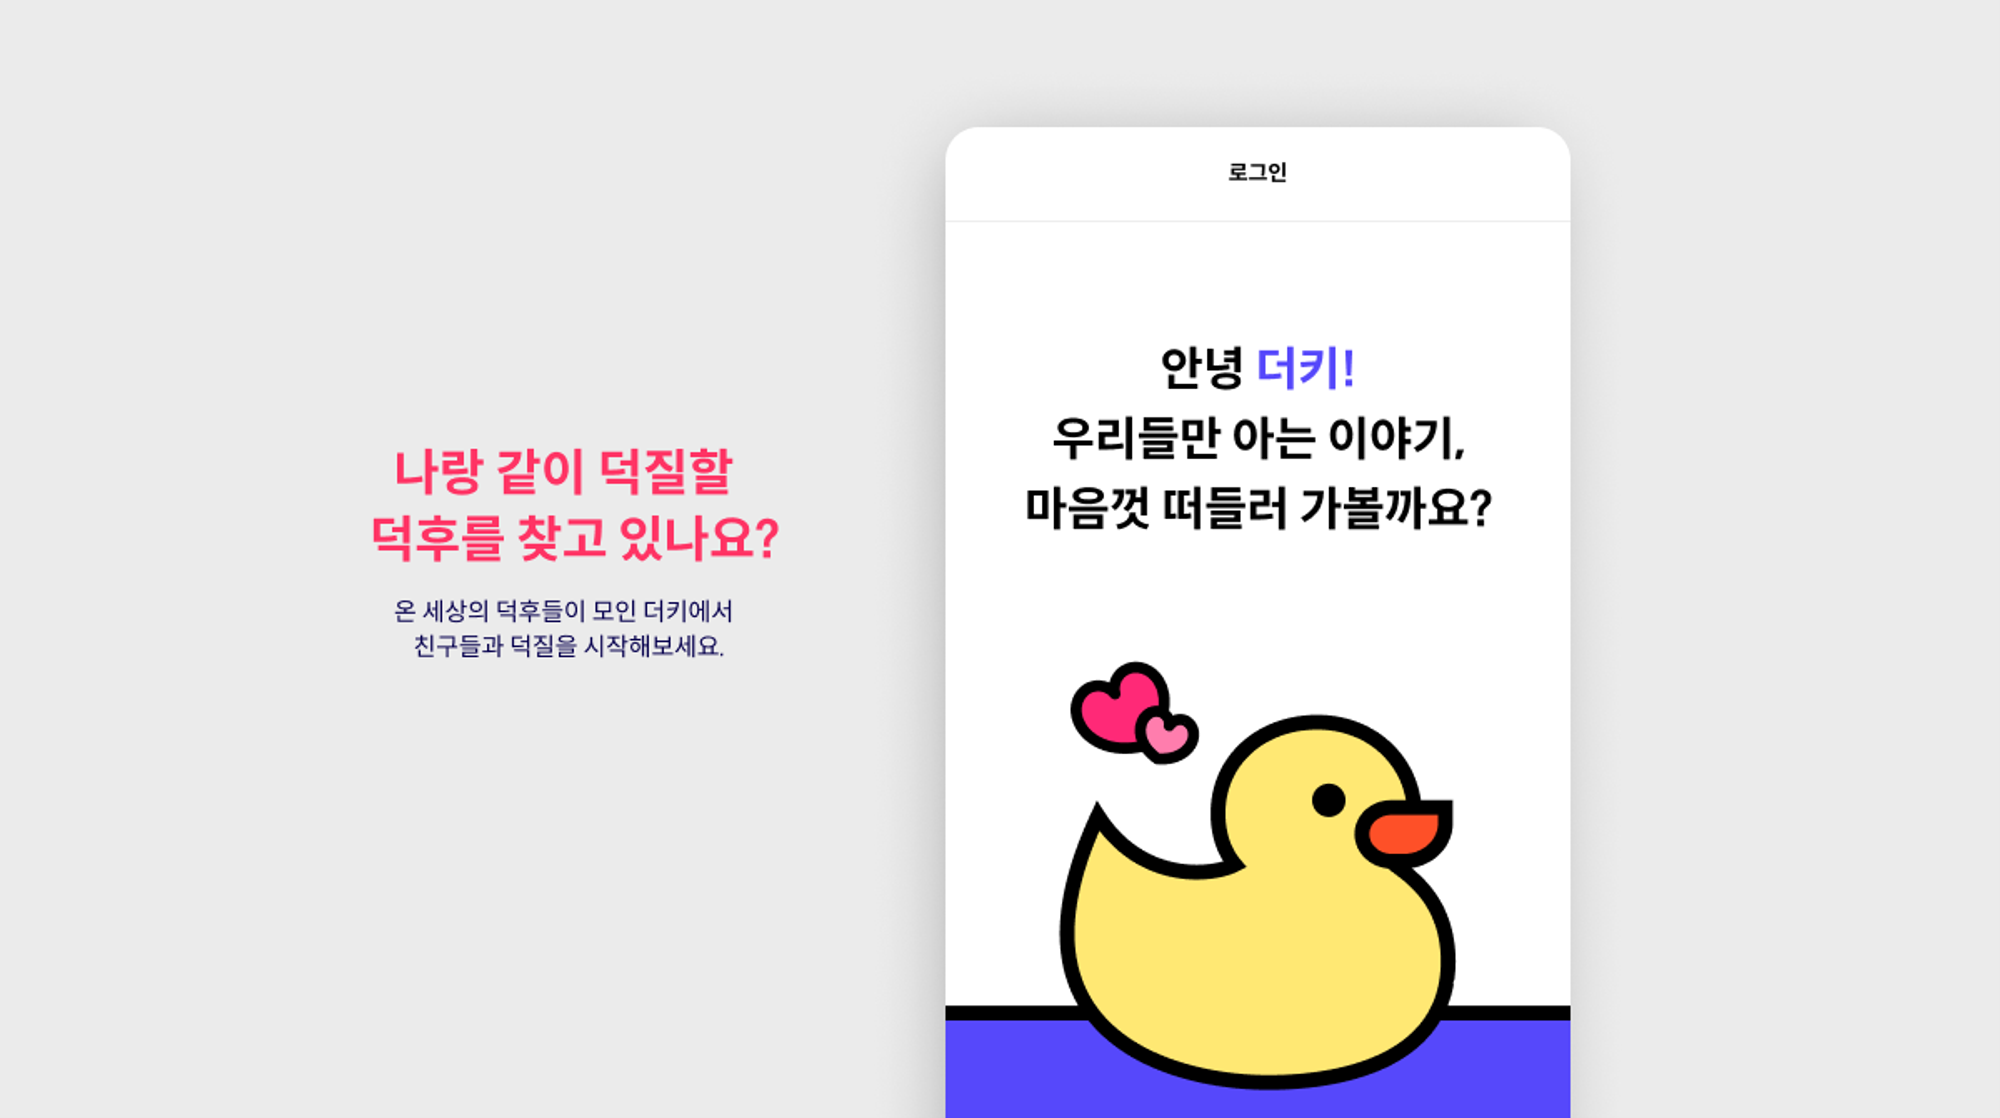 나랑 같이 덕질할
덕후를 찾고 있나요?
온 세상의 덕후들이 모인 더키에서
친구들과 덕질을 시작해보세요.
로그인
안녕 더키!
우리들만 아는 이야기,
마음껏 떠들러 가볼까요?